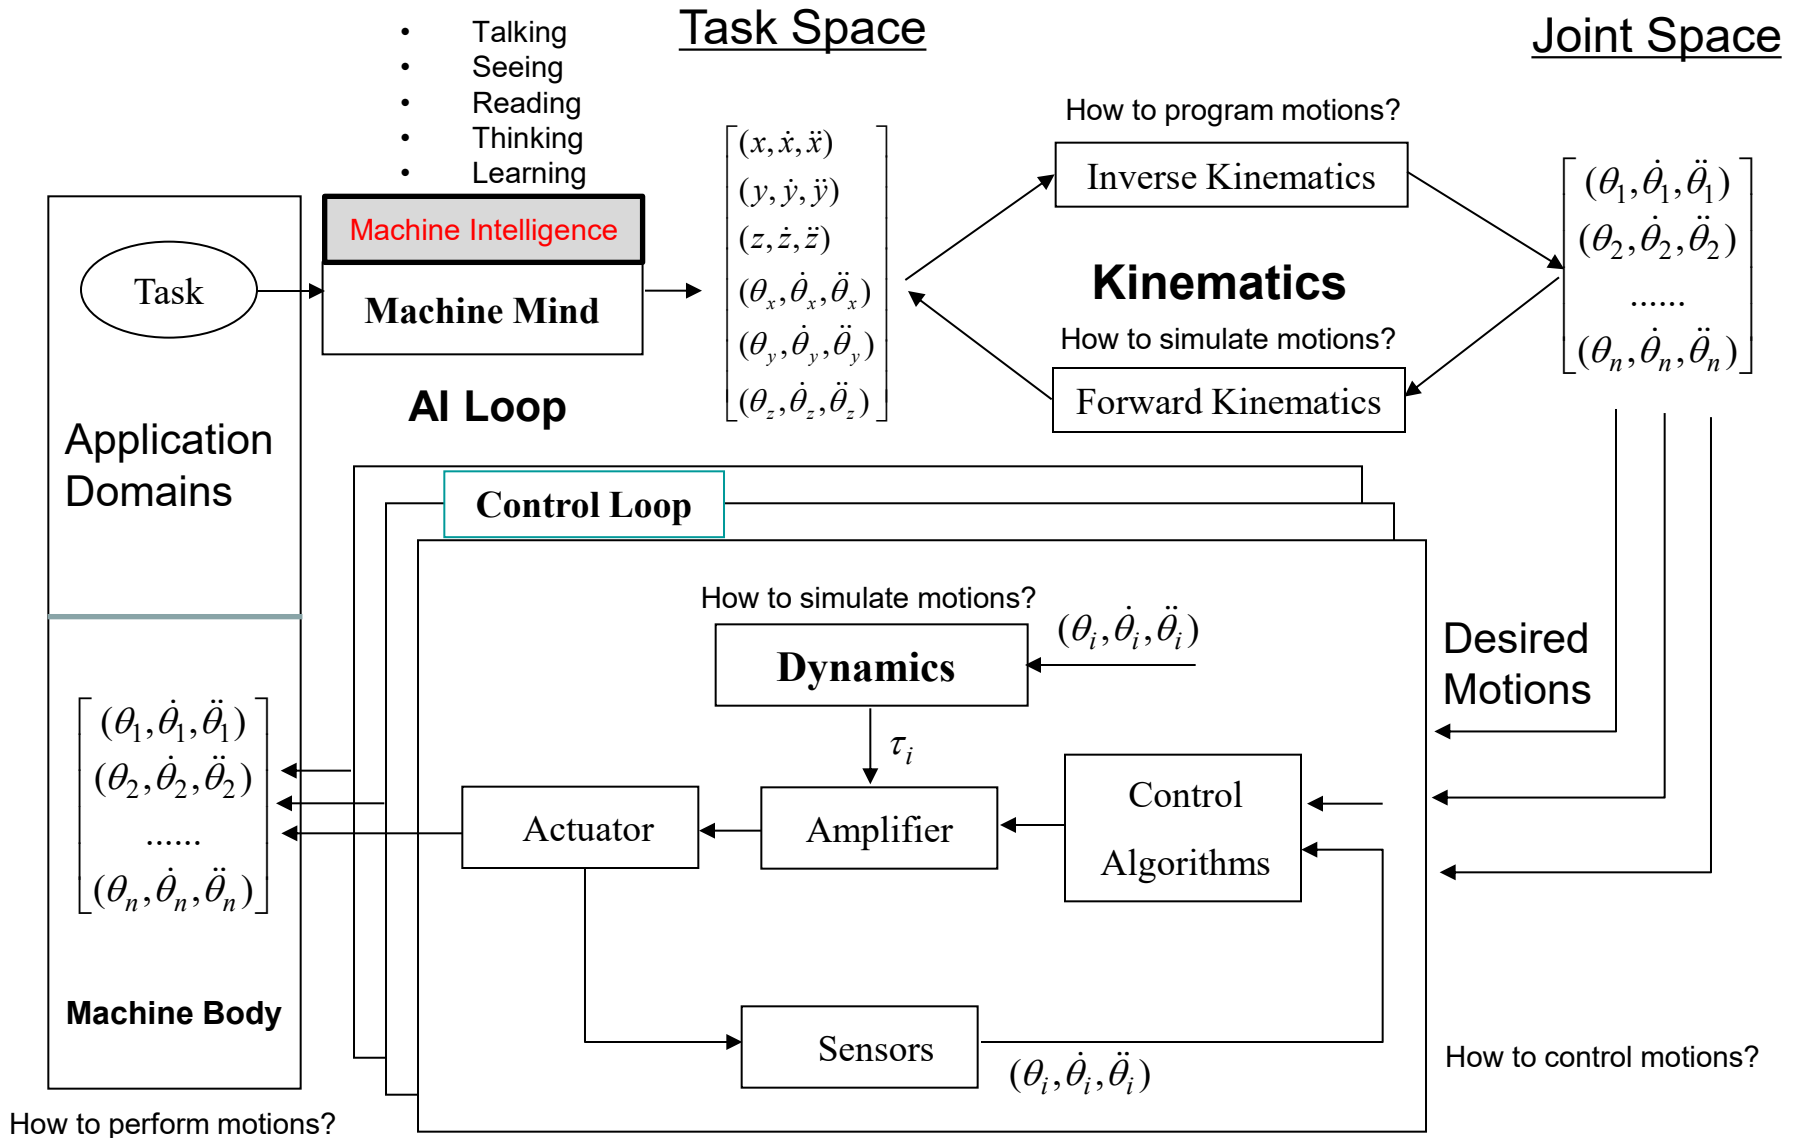 • Talking
• Seeing
• Reading
• Thinking
• Learning
Task Space
Joint Space
How to program motions?
Inverse Kinematics
Kinematics
How to simulate motions?
Forward Kinematics
(x, ẋ, ẍ)
(y, ẏ, ÿ)
(z, ż, z̈)
(θx, θ̇x, θ̈x)
(θy, θ̇y, θ̈y)
(θz, θ̇z, θ̈z)
(θ1, θ̇1, θ̈1)
(θ2, θ̇2, θ̈2)
......
(θn, θ̇n, θ̈n)
Machine Intelligence
Machine Mind
Task
AI Loop
Application
Domains
Control Loop
How to simulate motions?
Dynamics
(θi, θ̇i, θ̈i)
τi
Desired
Motions
Control
Algorithms
Amplifier
Actuator
Sensors
(θi, θ̇i, θ̈i)
(θ1, θ̇1, θ̈1)
(θ2, θ̇2, θ̈2)
......
(θn, θ̇n, θ̈n)
Machine Body
How to control motions?
How to perform motions?